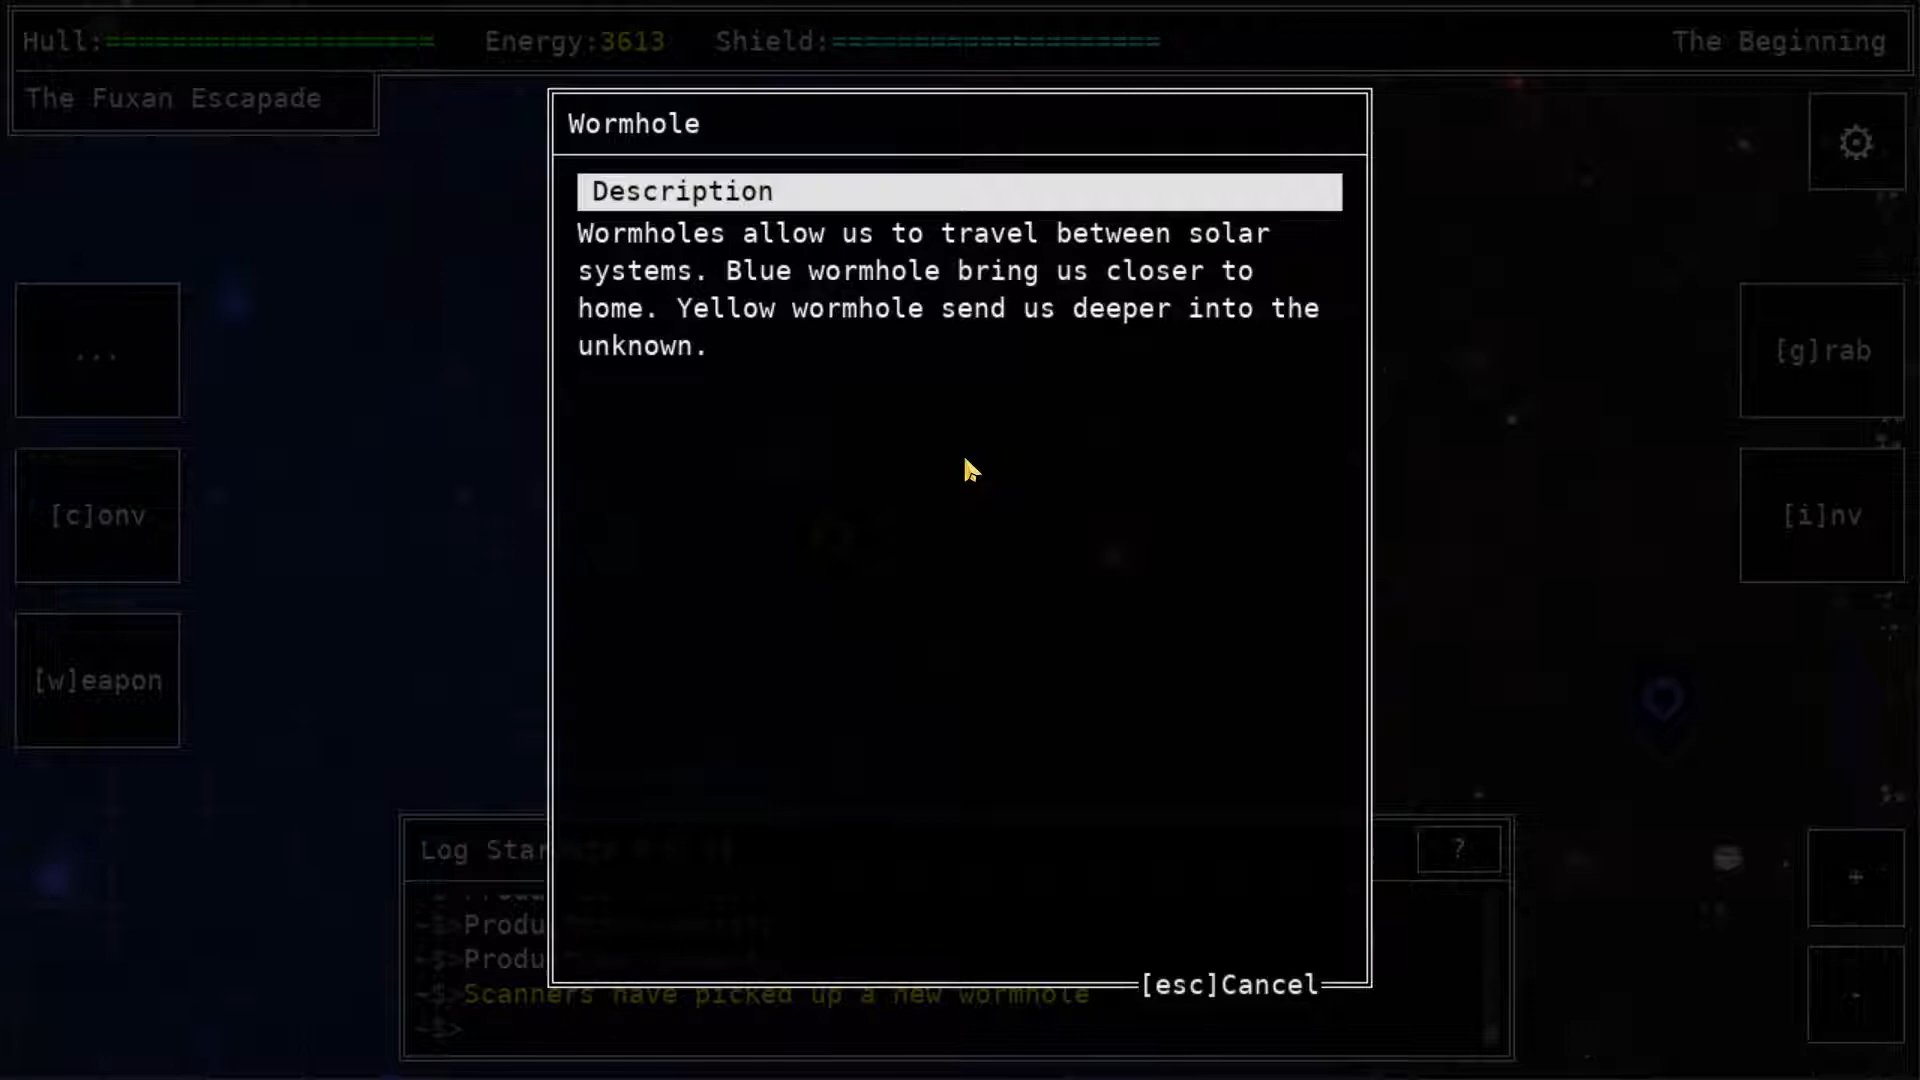 Hull: Energy:3613 Shield: The Beginning
The Fuxan Escapade
Wormhole
Description
Wormholes allow us to travel between solar
systems. Blue wormhole bring us closer to
home. Yellow wormhole send us deeper into the
unknown.
...
[c]onv
[w]eapon
[g]rab
[i]nv
Log Star
?
Produ
Produ
Scanners have picked up a new wormhole
+
-
[esc]Cancel